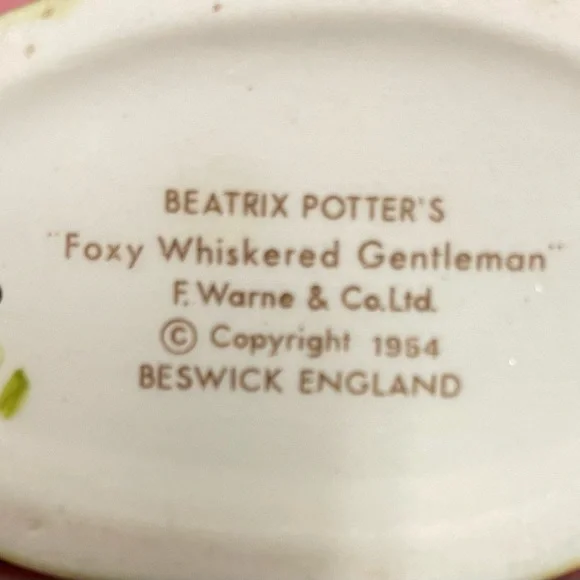 BEATRIX POTTER'S
"Foxy Whiskered Gentleman"
F. Warne & Co.Ltd.
© Copyright 1954
BESWICK ENGLAND